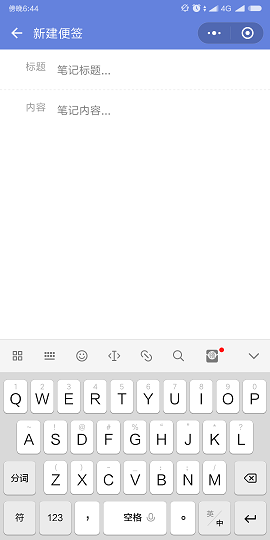 傍晚6:44
4G
新建便签
标题 笔记标题...
内容 笔记内容...
1 2 3 4 5 6 7 8 9 0
Q W E R T Y U I O P
~ ! @ # % " " * ?
A S D F G H J K L
( ) - _ : ; /
分词 Z X C V B N M
符 123 , 空格 。 英/中